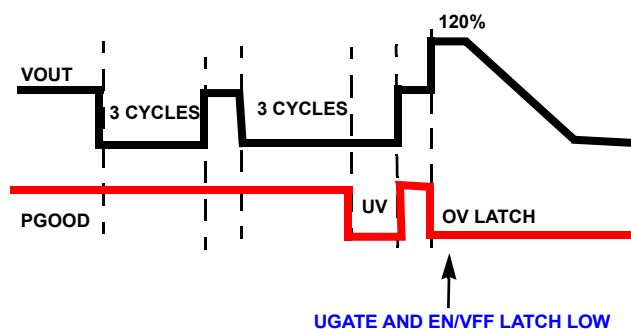 120%
VOUT
3 CYCLES
3 CYCLES
UV
PGOOD
OV LATCH
UGATE AND EN/VFF LATCH LOW